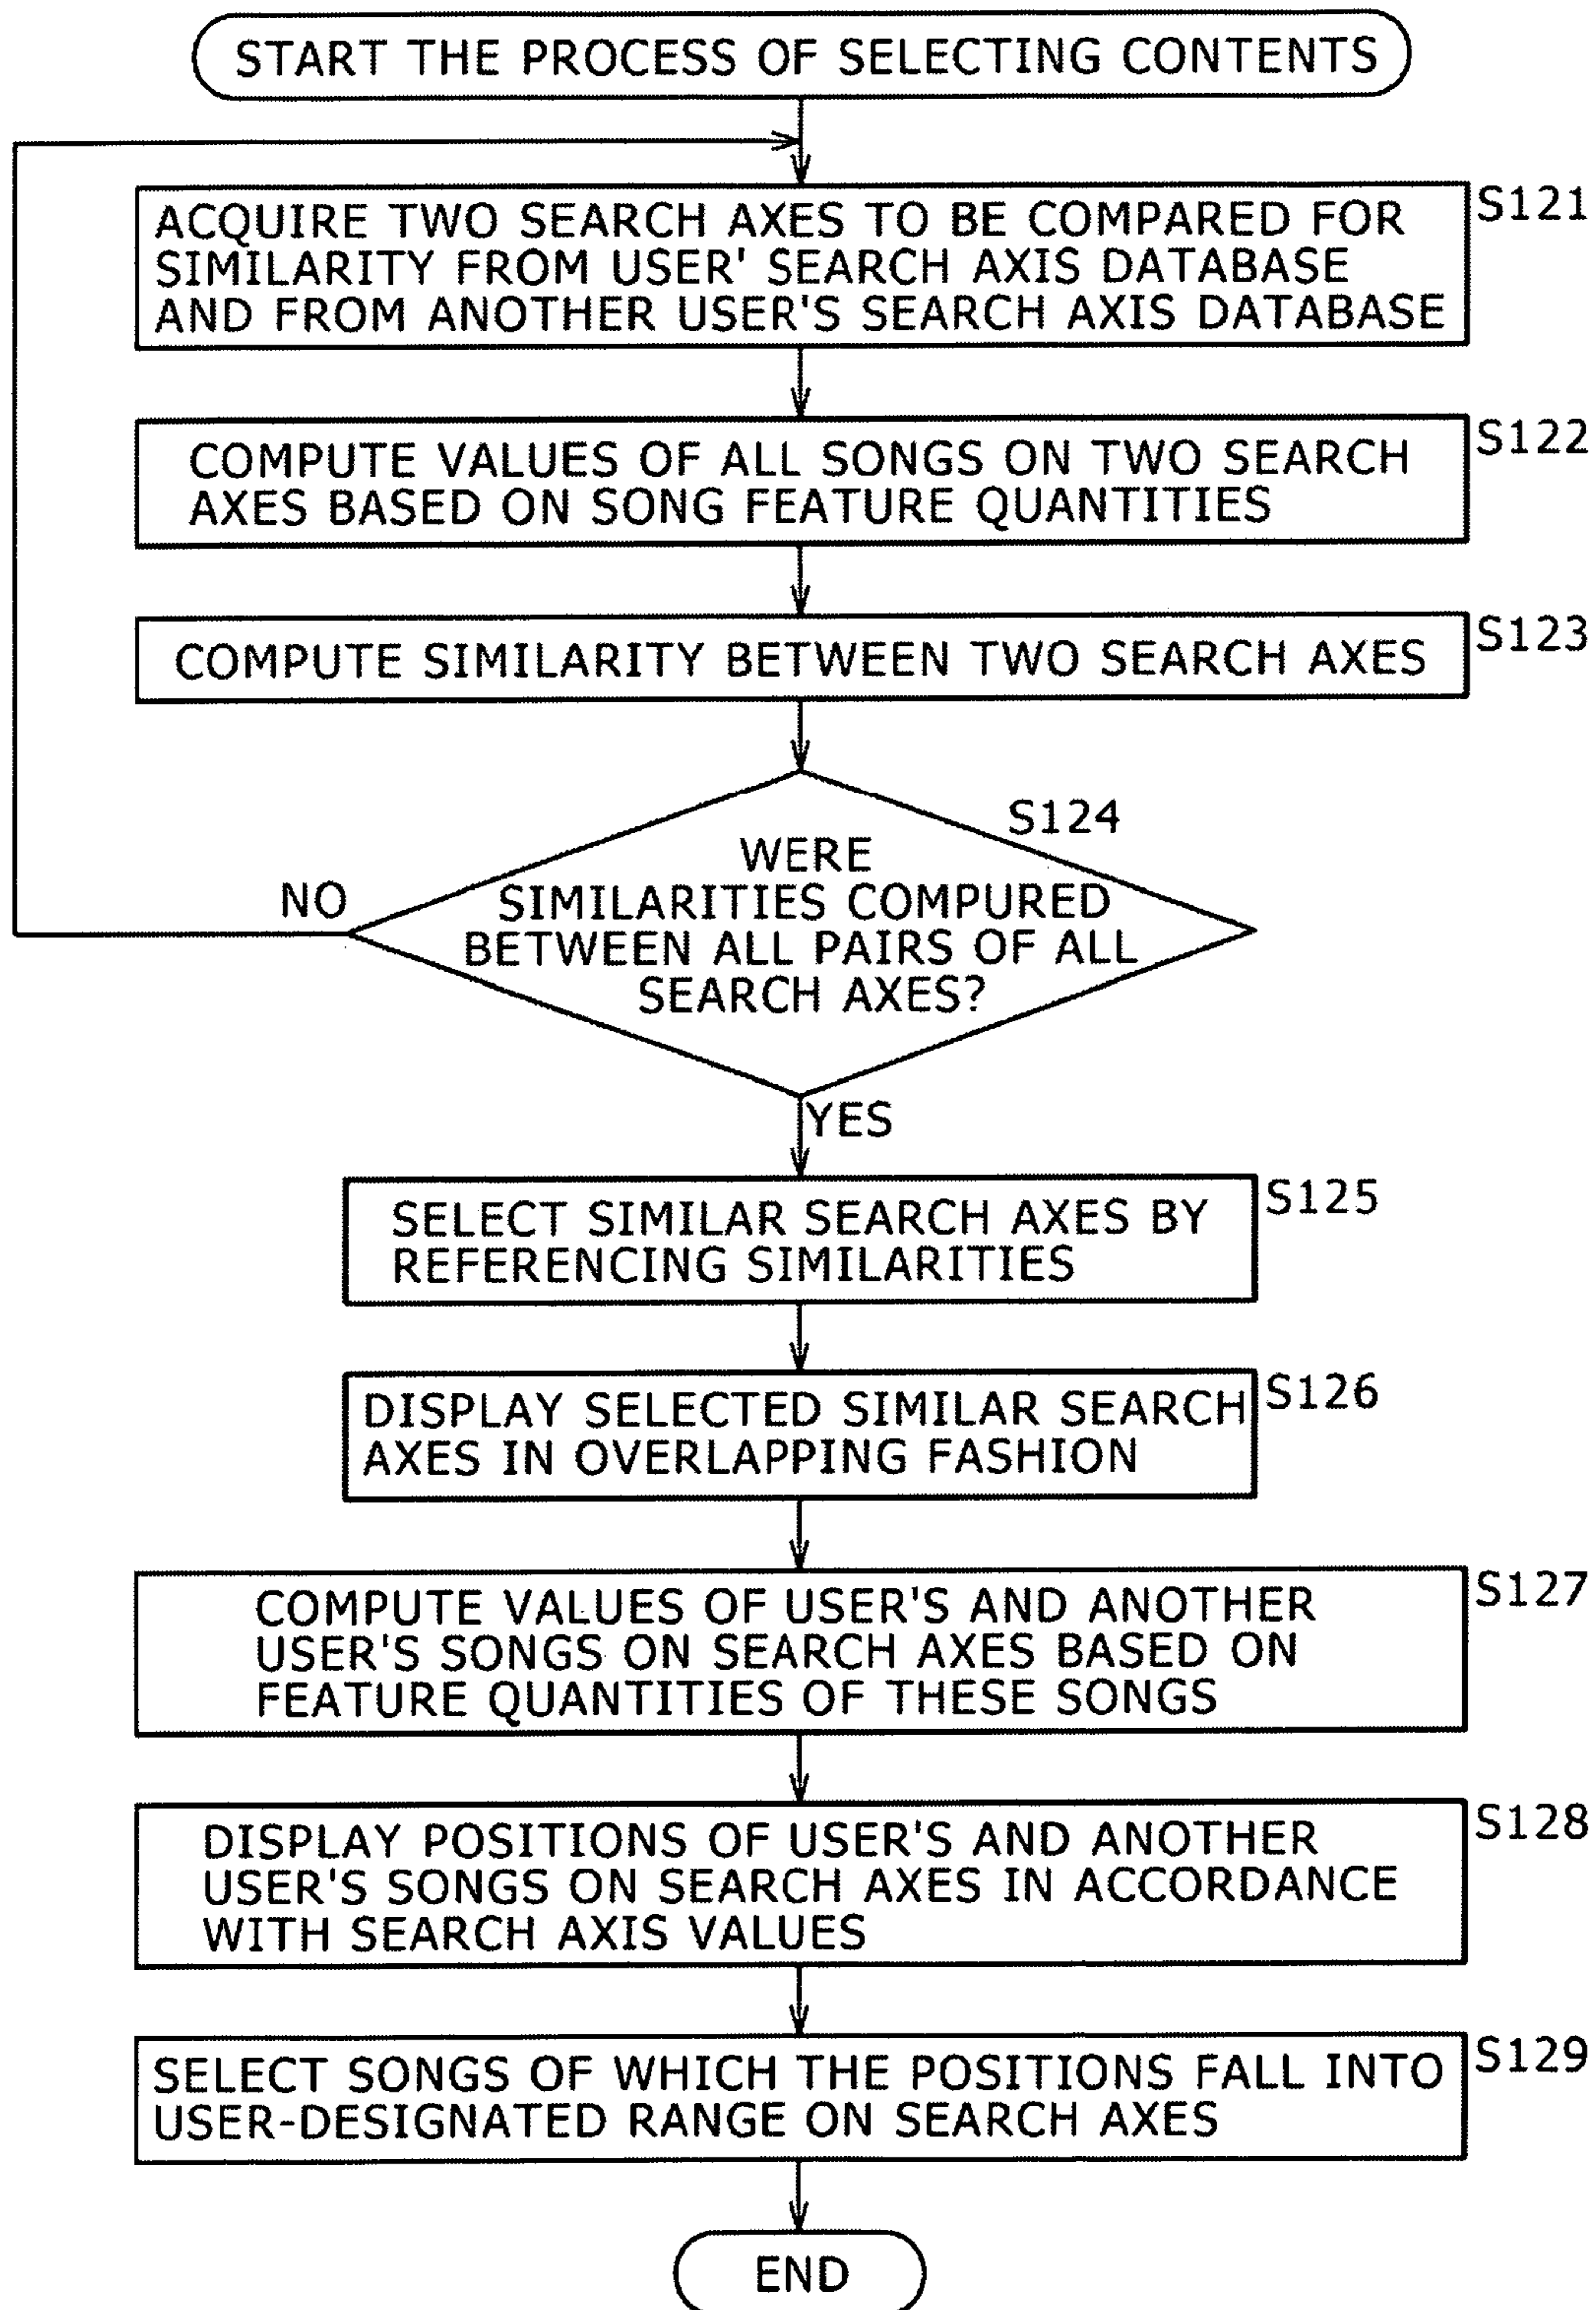 START THE PROCESS OF SELECTING CONTENTS
S121
ACQUIRE TWO SEARCH AXES TO BE COMPARED FOR
SIMILARITY FROM USER' SEARCH AXIS DATABASE
AND FROM ANOTHER USER'S SEARCH AXIS DATABASE
S122
COMPUTE VALUES OF ALL SONGS ON TWO SEARCH
AXES BASED ON SONG FEATURE QUANTITIES
S123
COMPUTE SIMILARITY BETWEEN TWO SEARCH AXES
S124
WERE
SIMILARITIES COMPURED
BETWEEN ALL PAIRS OF ALL
SEARCH AXES?
NO
YES
S125
SELECT SIMILAR SEARCH AXES BY
REFERENCING SIMILARITIES
S126
DISPLAY SELECTED SIMILAR SEARCH
AXES IN OVERLAPPING FASHION
S127
COMPUTE VALUES OF USER'S AND ANOTHER
USER'S SONGS ON SEARCH AXES BASED ON
FEATURE QUANTITIES OF THESE SONGS
S128
DISPLAY POSITIONS OF USER'S AND ANOTHER
USER'S SONGS ON SEARCH AXES IN ACCORDANCE
WITH SEARCH AXIS VALUES
S129
SELECT SONGS OF WHICH THE POSITIONS FALL INTO
USER-DESIGNATED RANGE ON SEARCH AXES
END